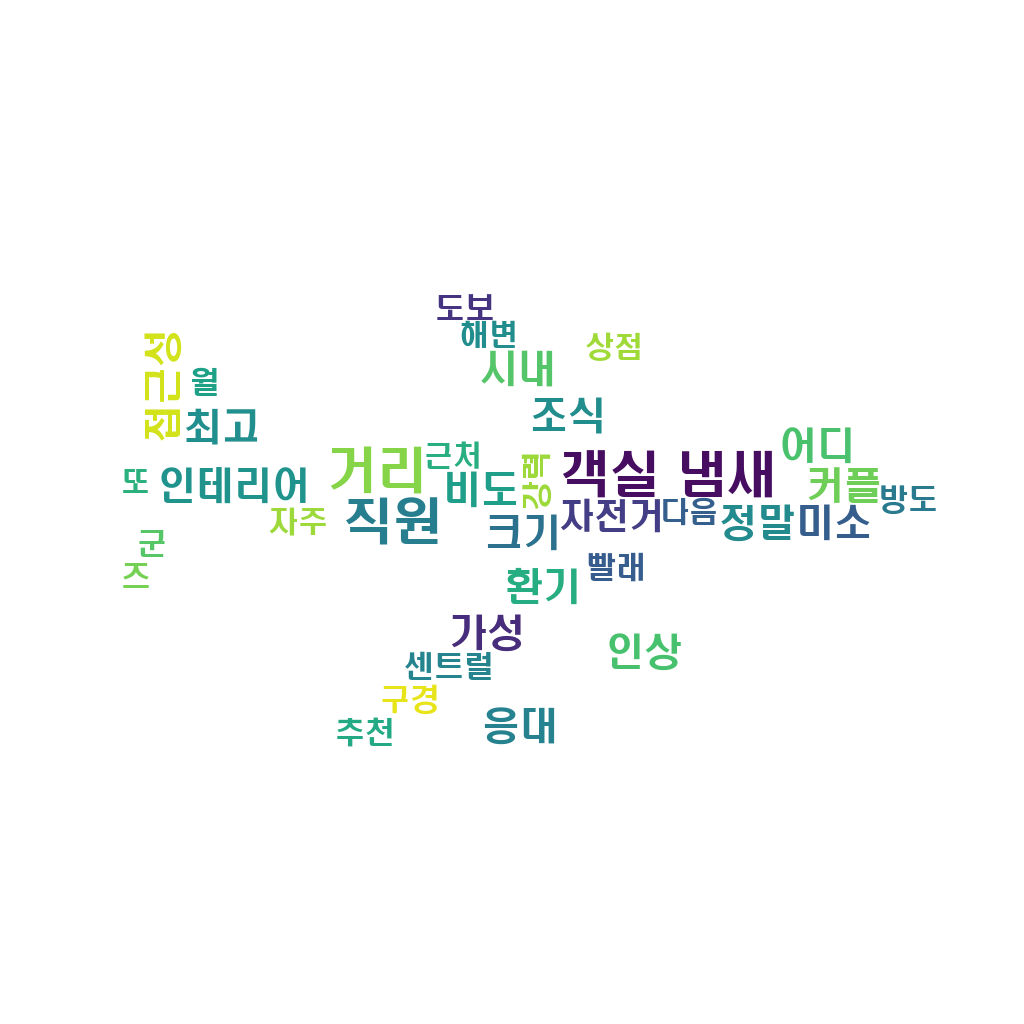 도보
해변
상점
시내
접근성
월
최고
조식
어디
거리
근처
강력
객실 냄새
또
인테리어
비도
커플
방도
자주
직원
크기
자전거
다음
정말
미소
군
즈
환기
빨래
가성
인상
센트럴
구경
추천
응대